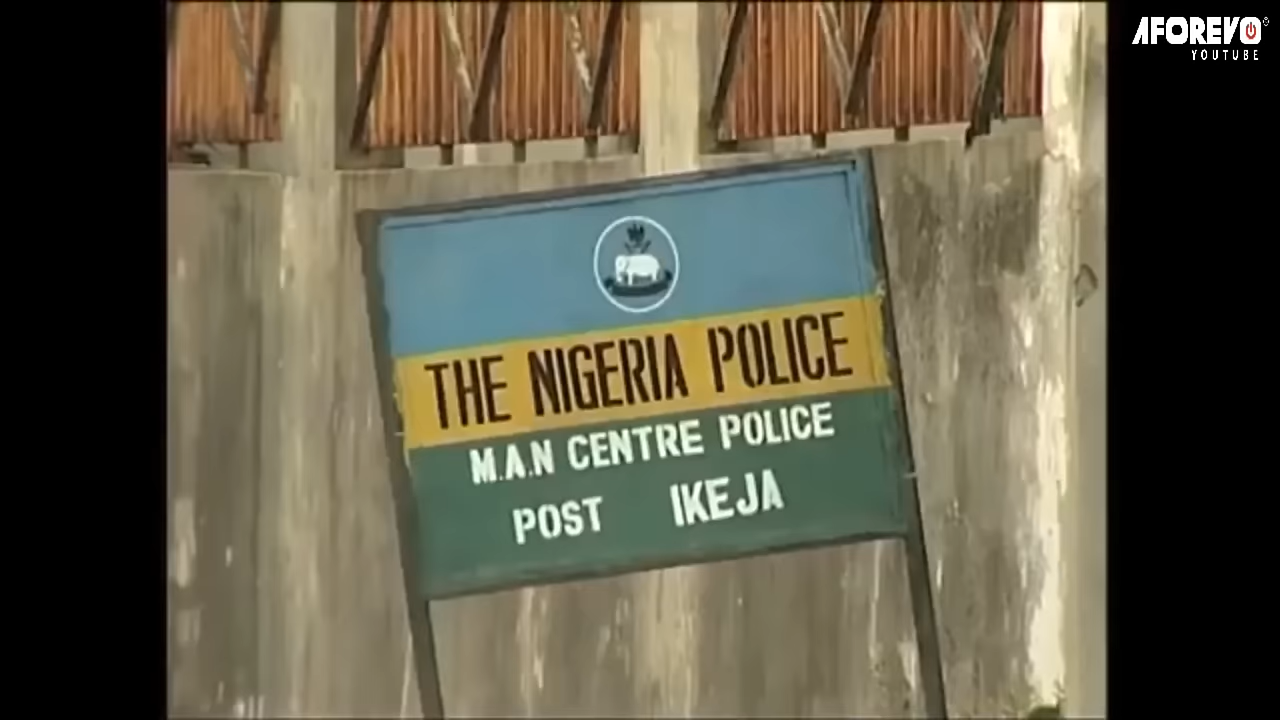 AFOREVO
YOUTUBE
THE NIGERIA POLICE
M.A.N CENTRE POLICE
POST IKEJA